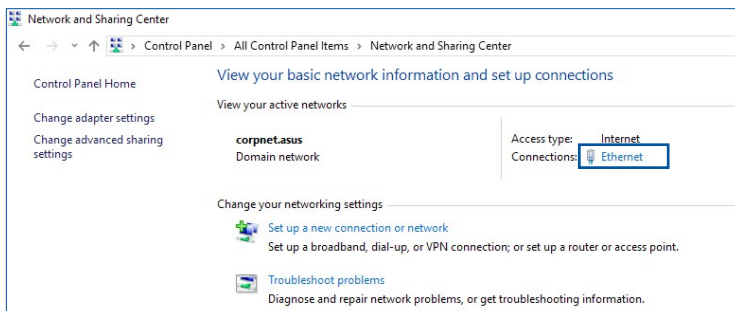 Network and Sharing Center
Control Panel > All Control Panel Items > Network and Sharing Center
Control Panel Home
Change adapter settings
Change advanced sharing
settings
View your basic network information and set up connections
View your active networks
corpnet.asus
Domain network
Access type: Internet
Connections: Ethernet
Change your networking settings
Set up a new connection or network
Set up a broadband, dial-up, or VPN connection; or set up a router or access point.
Troubleshoot problems
Diagnose and repair network problems, or get troubleshooting information.